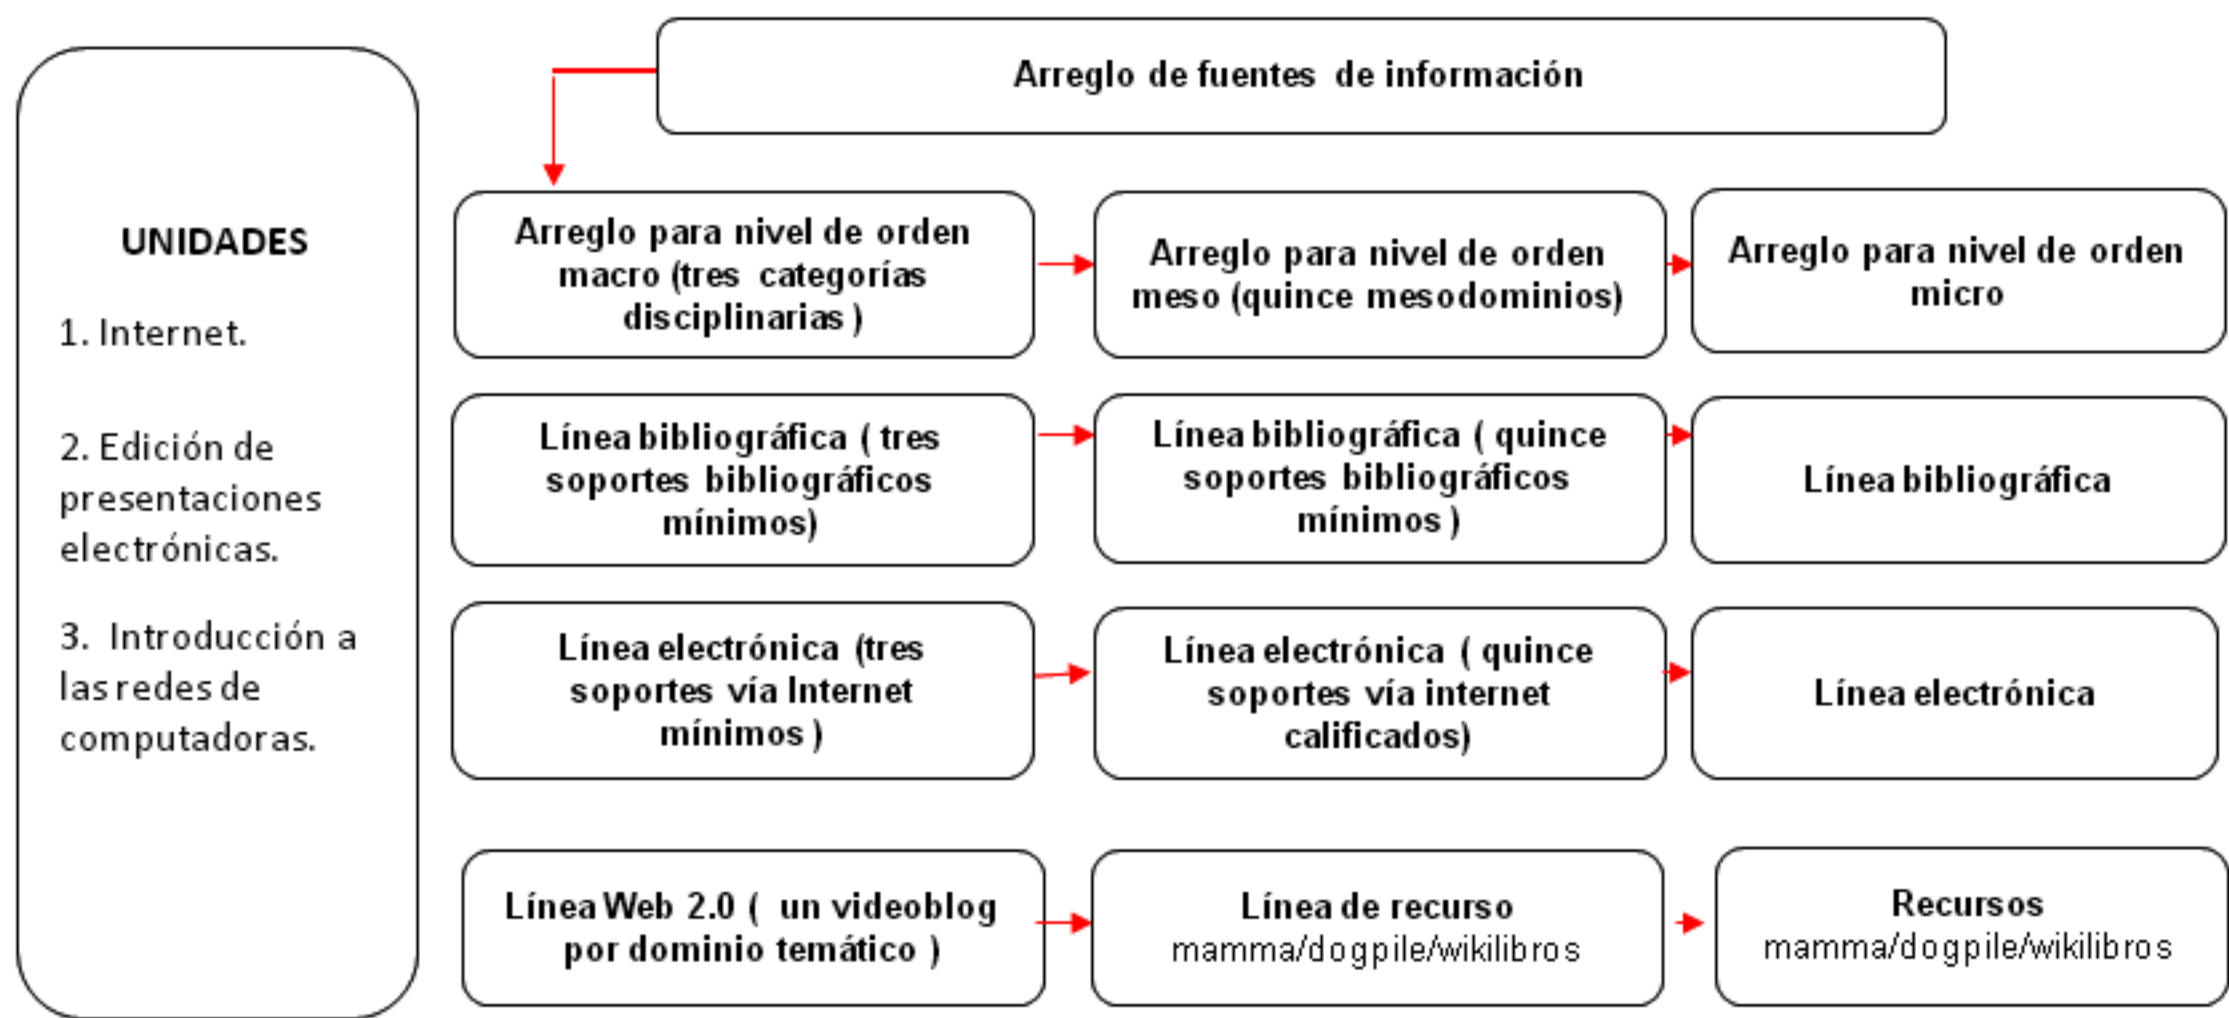 UNIDADES
1. Internet.
2. Edición de
presentaciones
electrónicas.
3. Introducción a
las redes de
computadoras.
Arreglo de fuentes de información
Arreglo para nivel de orden
macro (tres categorías
disciplinarias )
Arreglo para nivel de orden
meso (quince mesodominios)
Arreglo para nivel de orden
micro
Línea bibliográfica ( tres
soportes bibliográficos
mínimos)
Línea bibliográfica ( quince
soportes bibliográficos
mínimos )
Línea bibliográfica
Línea electrónica (tres
soportes vía Internet
mínimos )
Línea electrónica ( quince
soportes vía internet
calificados)
Línea electrónica
Línea Web 2.0 ( un videoblog
por dominio temático )
Línea de recurso
mamma/dogpile/wikilibros
Recursos
mamma/dogpile/wikilibros